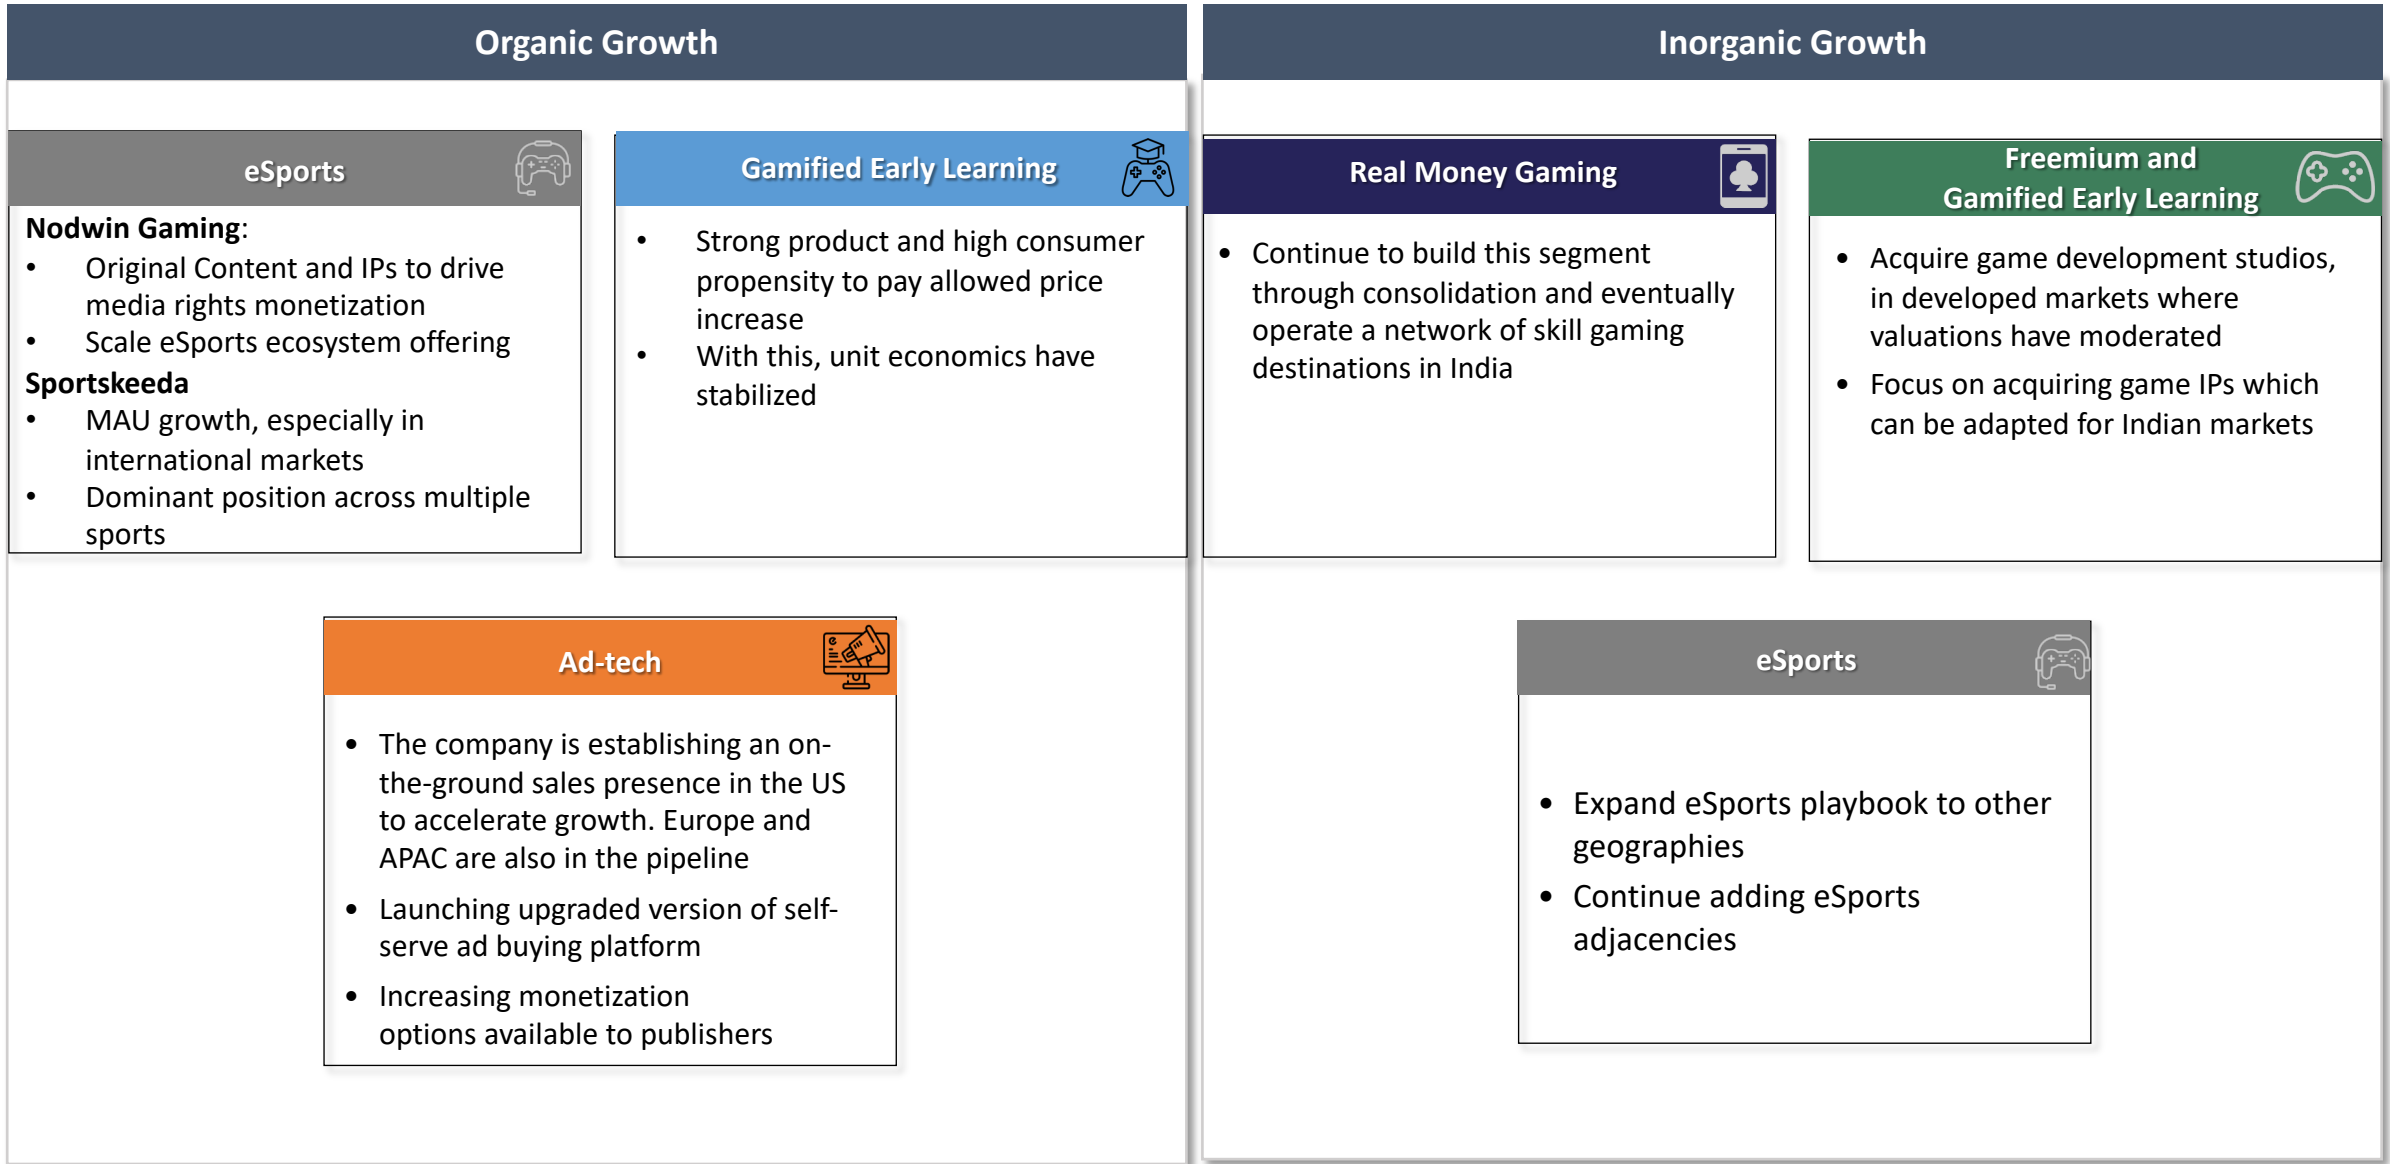 Organic Growth
eSports
Nodwin Gaming:
• Original Content and IPs to drive
media rights monetization
• Scale eSports ecosystem offering
Sportskeeda
• MAU growth, especially in
international markets
• Dominant position across multiple
sports
Gamified Early Learning
• Strong product and high consumer
propensity to pay allowed price
increase
• With this, unit economics have
stabilized
Ad-tech
• The company is establishing an on-
the-ground sales presence in the US
to accelerate growth. Europe and
APAC are also in the pipeline
• Launching upgraded version of self-
serve ad buying platform
• Increasing monetization
options available to publishers
Inorganic Growth
Real Money Gaming
• Continue to build this segment
through consolidation and eventually
operate a network of skill gaming
destinations in India
Freemium and
Gamified Early Learning
• Acquire game development studios,
in developed markets where
valuations have moderated
• Focus on acquiring game IPs which
can be adapted for Indian markets
eSports
• Expand eSports playbook to other
geographies
• Continue adding eSports
adjacencies